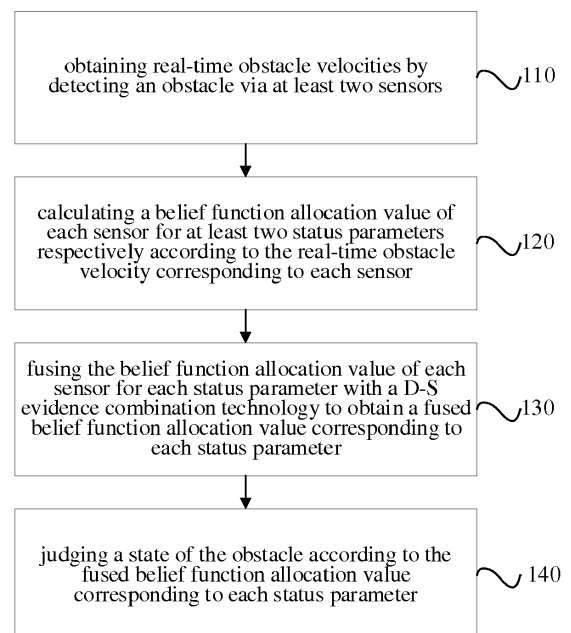 obtaining real-time obstacle velocities by
detecting an obstacle via at least two sensors
110
calculating a belief function allocation value of
each sensor for at least two status parameters
respectively according to the real-time obstacle
velocity corresponding to each sensor
120
fusing the belief function allocation value of each
sensor for each status parameter with a D-S
evidence combination technology to obtain a fused
belief function allocation value corresponding to
each status parameter
130
judging a state of the obstacle according to the
fused belief function allocation value
corresponding to each status parameter
140